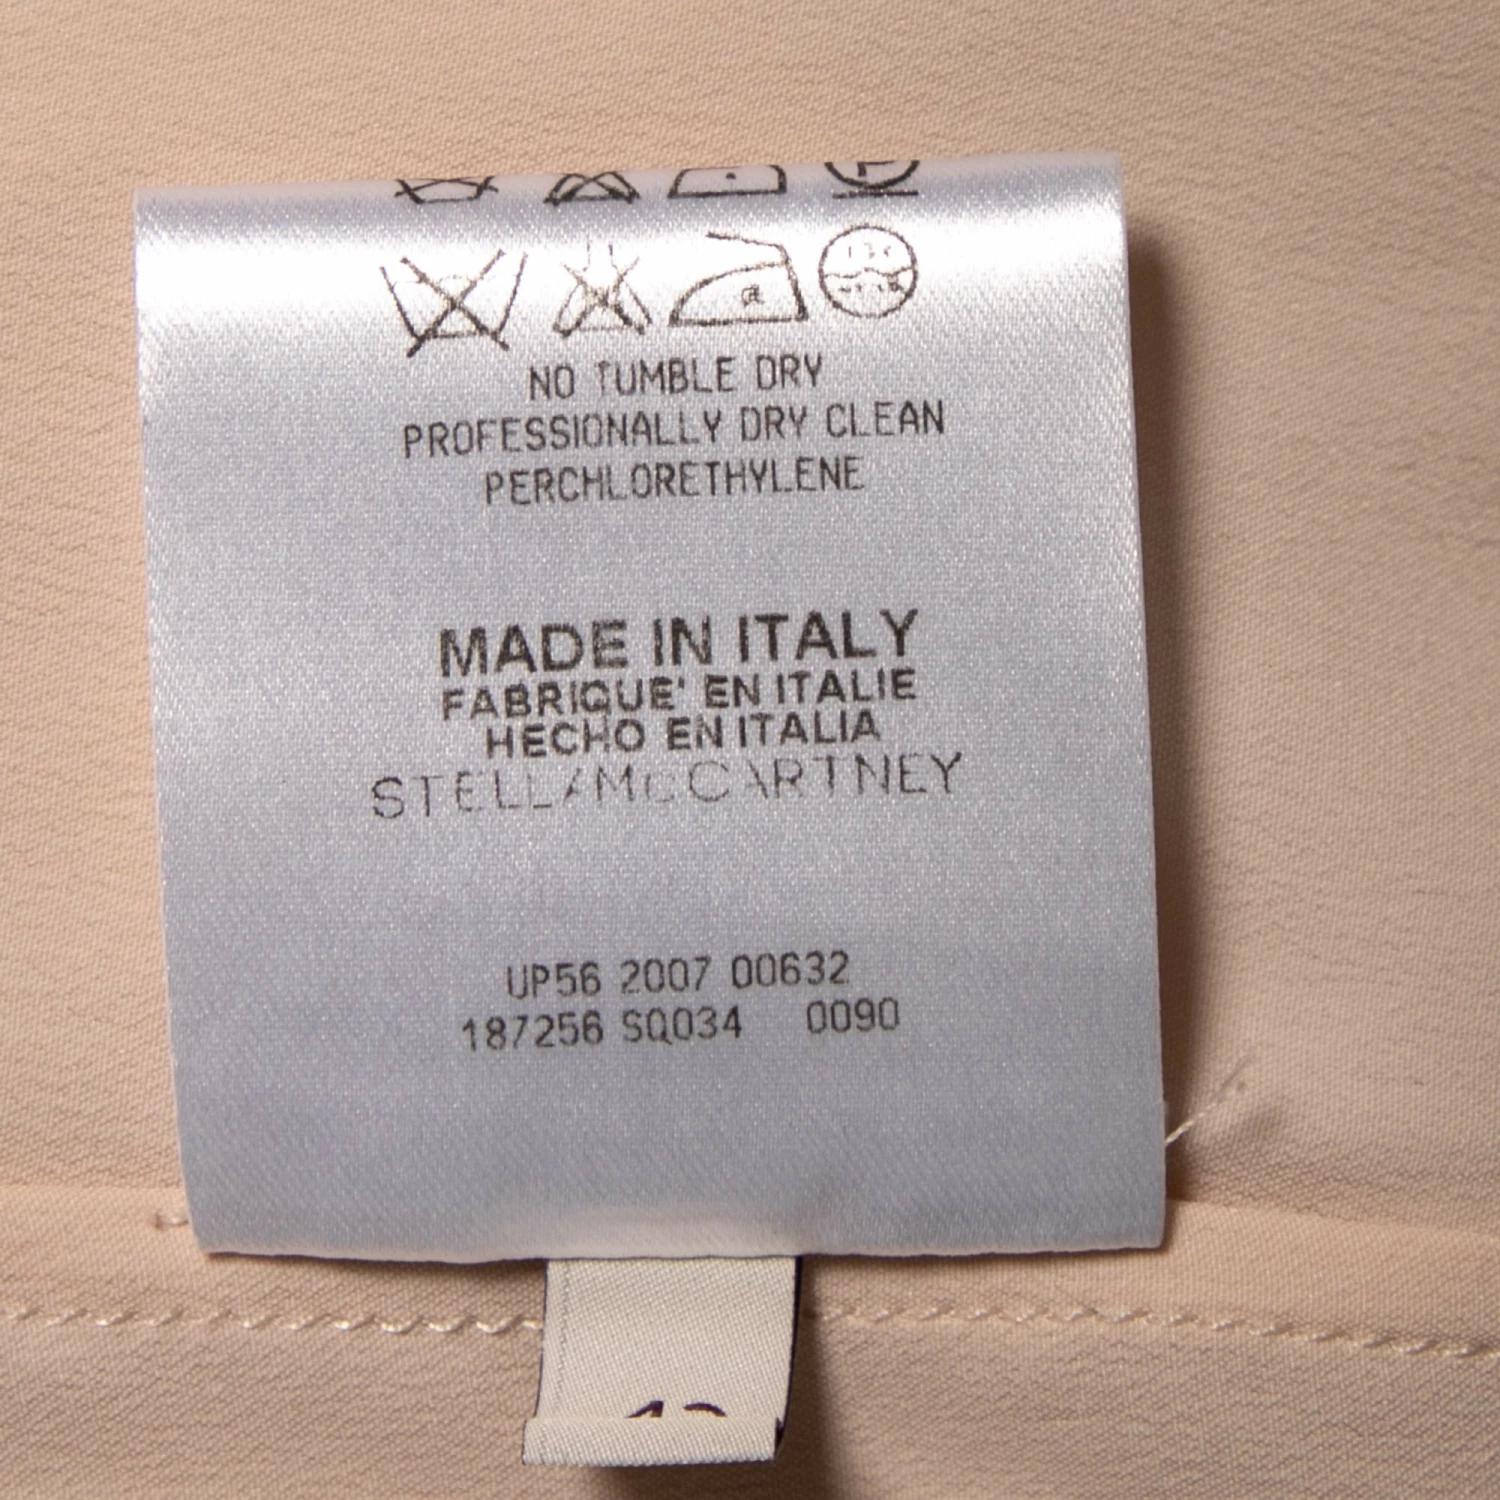 P
NO TUMBLE DRY
PROFESSIONALLY DRY CLEAN
PERCHLORETHYLENE
MADE IN ITALY
FABRIQUE' EN ITALIE
HECHO EN ITALIA
STELLAMCCARTNEY
UP56 2007 00632
187256 SQ034 0090